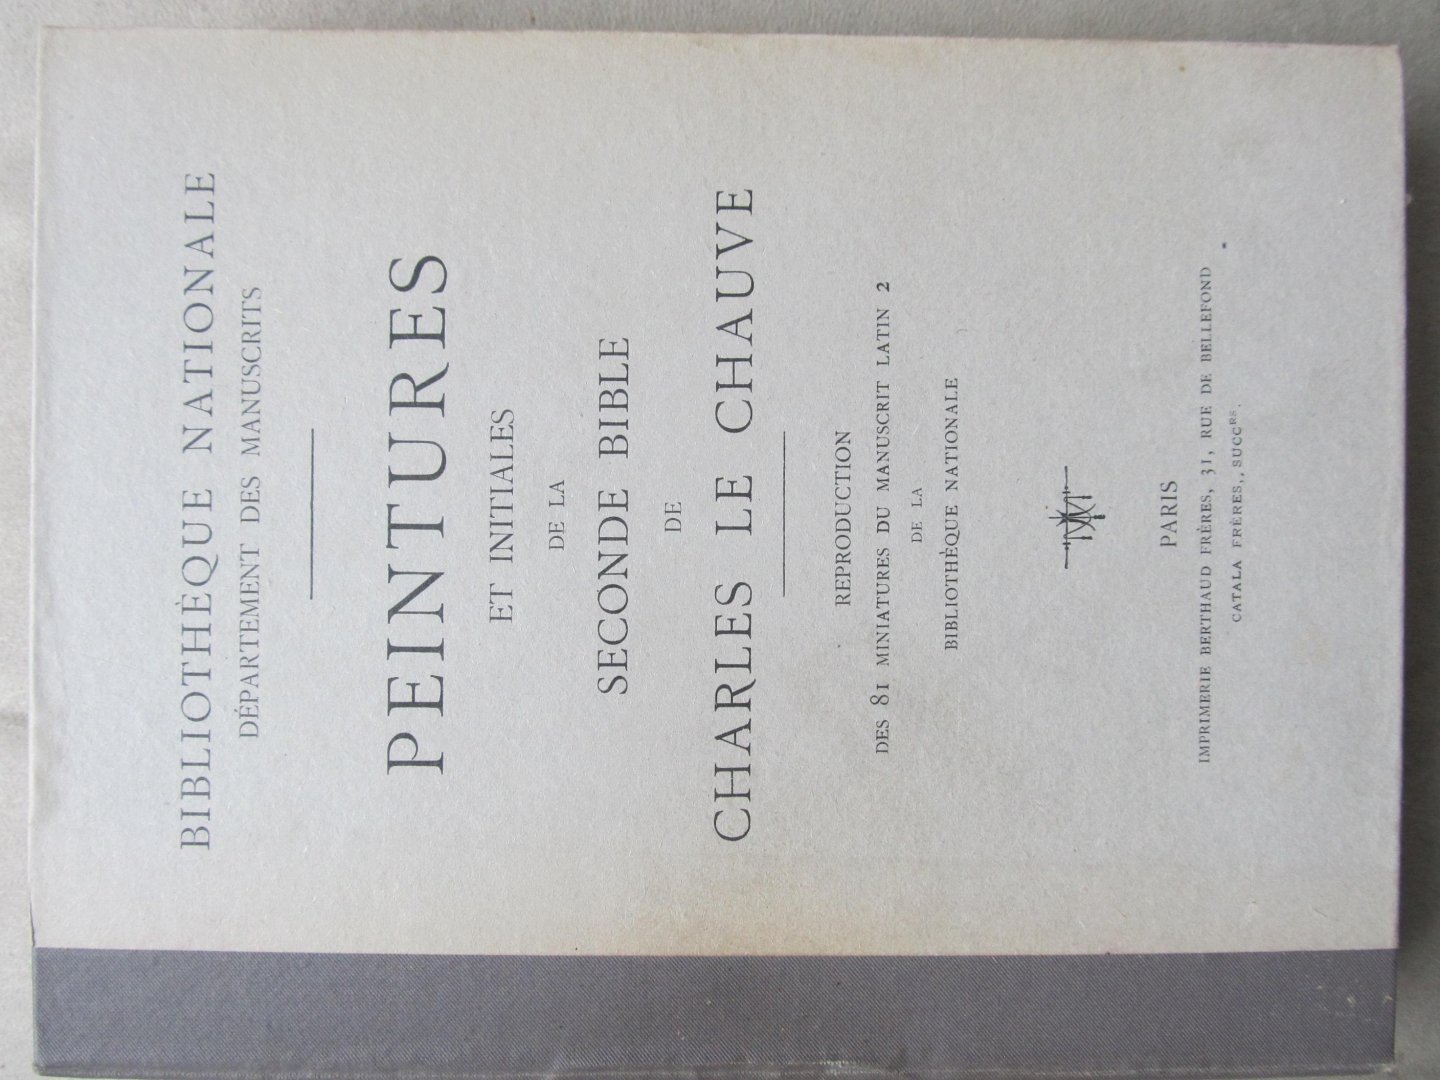 BIBLIOTHÈQUE NATIONALE
DÉPARTEMENT DES MANUSCRITS
PEINTURES
ET INITIALES
DE LA
SECONDE BIBLE
DE
CHARLES LE CHAUVE
REPRODUCTION
DES 81 MINIATURES DU MANUSCRIT LATIN 2
DE LA
BIBLIOTHÈQUE NATIONALE
PARIS
IMPRIMERIE BERTHAUD FRÈRES, 31, RUE DE BELLEFOND
CATALA FRÈRES,, SUCCRS.